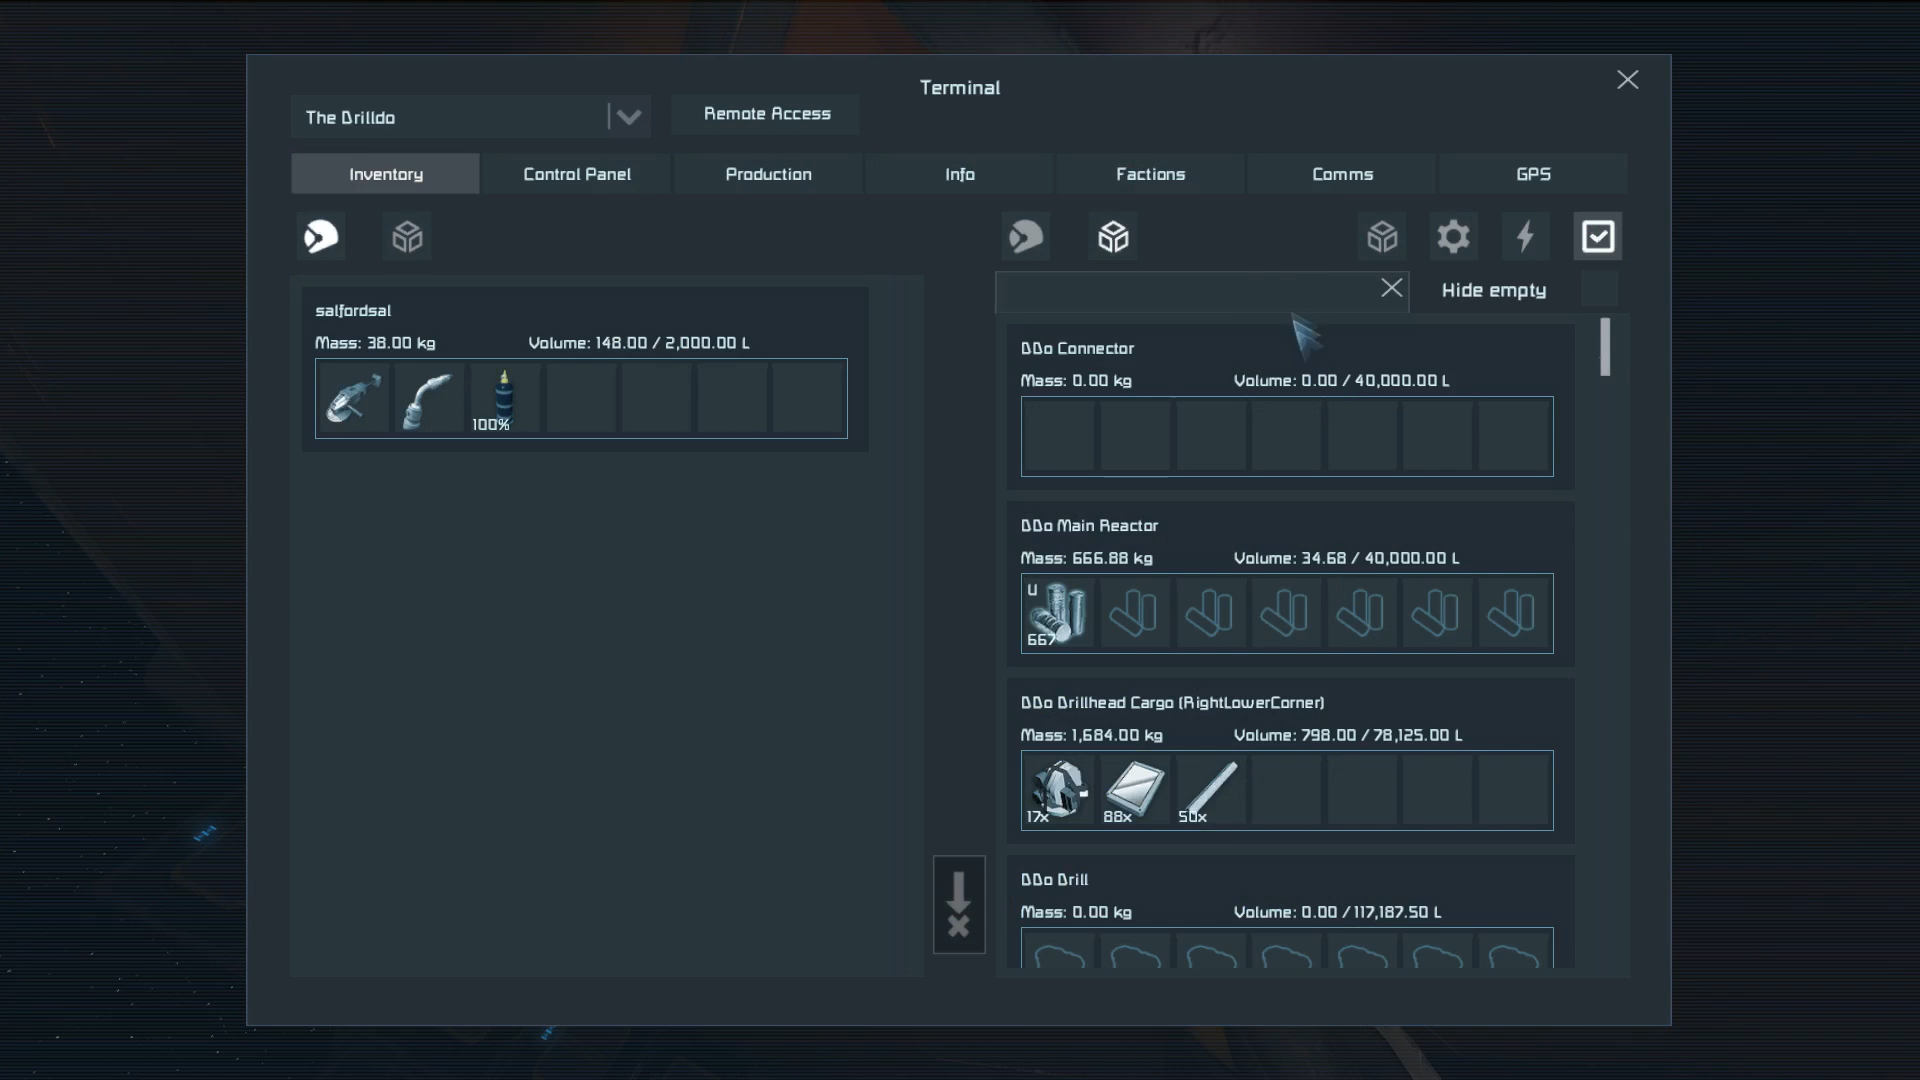 Terminal
The Drilldo
Remote Access
Inventory
Control Panel
Production
Info
Factions
Comms
GPS
Hide empty
salfordsal
Mass: 38.00 kg
Volume: 148.00 / 2,000.00 L
100%
DDo Connector
Mass: 0.00 kg
Volume: 0.00 / 40,000.00 L
DDo Main Reactor
Mass: 666.88 kg
Volume: 34.68 / 40,000.00 L
U
667
DDo Drillhead Cargo (RightLowerCorner)
Mass: 1,684.00 kg
Volume: 798.00 / 78,125.00 L
17x
88x
50x
DDo Drill
Mass: 0.00 kg
Volume: 0.00 / 117,187.50 L